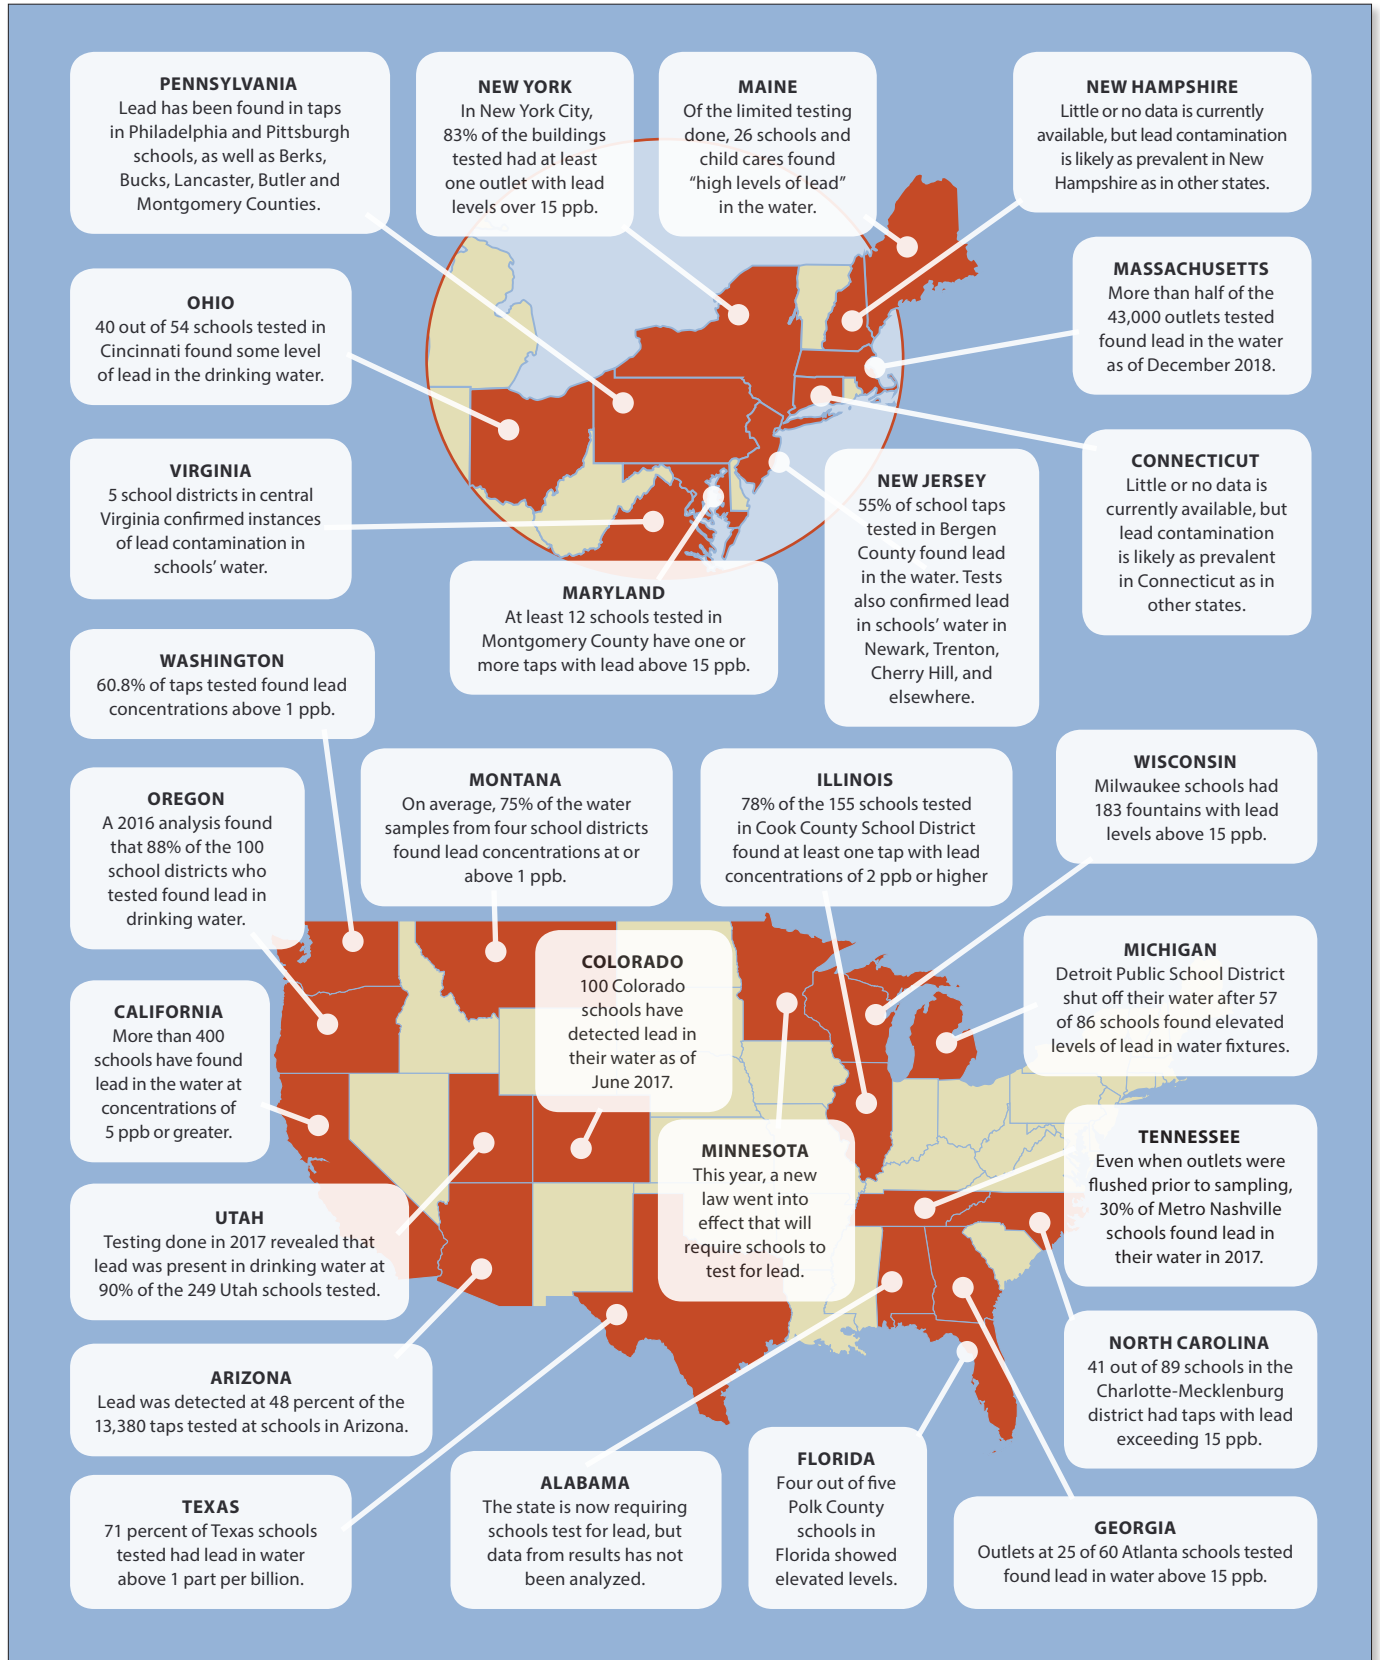 PENNSYLVANIA
Lead has been found in taps
in Philadelphia and Pittsburgh
schools, as well as Berks,
Bucks, Lancaster, Butler and
Montgomery Counties.
NEW YORK
In New York City,
83% of the buildings
tested had at least
one outlet with lead
levels over 15 ppb.
MAINE
Of the limited testing
done, 26 schools and
child cares found
“high levels of lead”
in the water.
NEW HAMPSHIRE
Little or no data is currently
available, but lead contamination
is likely as prevalent in New
Hampshire as in other states.
OHIO
40 out of 54 schools tested in
Cincinnati found some level
of lead in the drinking water.
MASSACHUSETTS
More than half of the
43,000 outlets tested
found lead in the water
as of December 2018.
VIRGINIA
5 school districts in central
Virginia confirmed instances
of lead contamination in
schools’ water.
CONNECTICUT
Little or no data is
currently available, but
lead contamination
is likely as prevalent
in Connecticut as in
other states.
NEW JERSEY
55% of school taps
tested in Bergen
County found lead
in the water. Tests
also confirmed lead
in schools’ water in
Newark, Trenton,
Cherry Hill, and
elsewhere.
MARYLAND
At least 12 schools tested in
Montgomery County have one or
more taps with lead above 15 ppb.
WASHINGTON
60.8% of taps tested found lead
concentrations above 1 ppb.
OREGON
A 2016 analysis found
that 88% of the 100
school districts who
tested found lead in
drinking water.
MONTANA
On average, 75% of the water
samples from four school districts
found lead concentrations at or
above 1 ppb.
ILLINOIS
78% of the 155 schools tested
in Cook County School District
found at least one tap with lead
concentrations of 2 ppb or higher
WISCONSIN
Milwaukee schools had
183 fountains with lead
levels above 15 ppb.
COLORADO
100 Colorado
schools have
detected lead in
their water as of
June 2017.
MICHIGAN
Detroit Public School District
shut off their water after 57
of 86 schools found elevated
levels of lead in water fixtures.
CALIFORNIA
More than 400
schools have found
lead in the water at
concentrations of
5 ppb or greater.
MINNESOTA
This year, a new
law went into
effect that will
require schools to
test for lead.
TENNESSEE
Even when outlets were
flushed prior to sampling,
30% of Metro Nashville
schools found lead in
their water in 2017.
UTAH
Testing done in 2017 revealed that
lead was present in drinking water at
90% of the 249 Utah schools tested.
NORTH CAROLINA
41 out of 89 schools in the
Charlotte-Mecklenburg
district had taps with lead
exceeding 15 ppb.
ARIZONA
Lead was detected at 48 percent of the
13,380 taps tested at schools in Arizona.
TEXAS
71 percent of Texas schools
tested had lead in water
above 1 part per billion.
ALABAMA
The state is now requiring
schools test for lead, but
data from results has not
been analyzed.
FLORIDA
Four out of five
Polk County
schools in
Florida showed
elevated levels.
GEORGIA
Outlets at 25 of 60 Atlanta schools tested
found lead in water above 15 ppb.